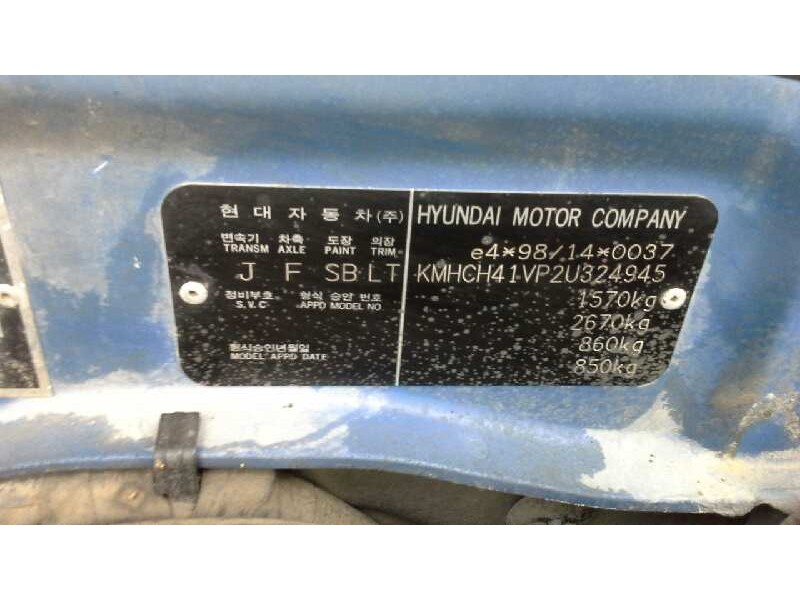 현대자동차(주)
변속기 차축 도장 의장
TRANSM AXLE PAINT TRIM
J F SB LT
정비부호 형식 승인 번호
S.V.C APPD MODEL NO
형식승인년월일
MODEL APPD DATE
HYUNDAI MOTOR COMPANY
e4*98/14*0037
KMHCH41VP2U324945
1570kg
2670kg
860kg
850kg